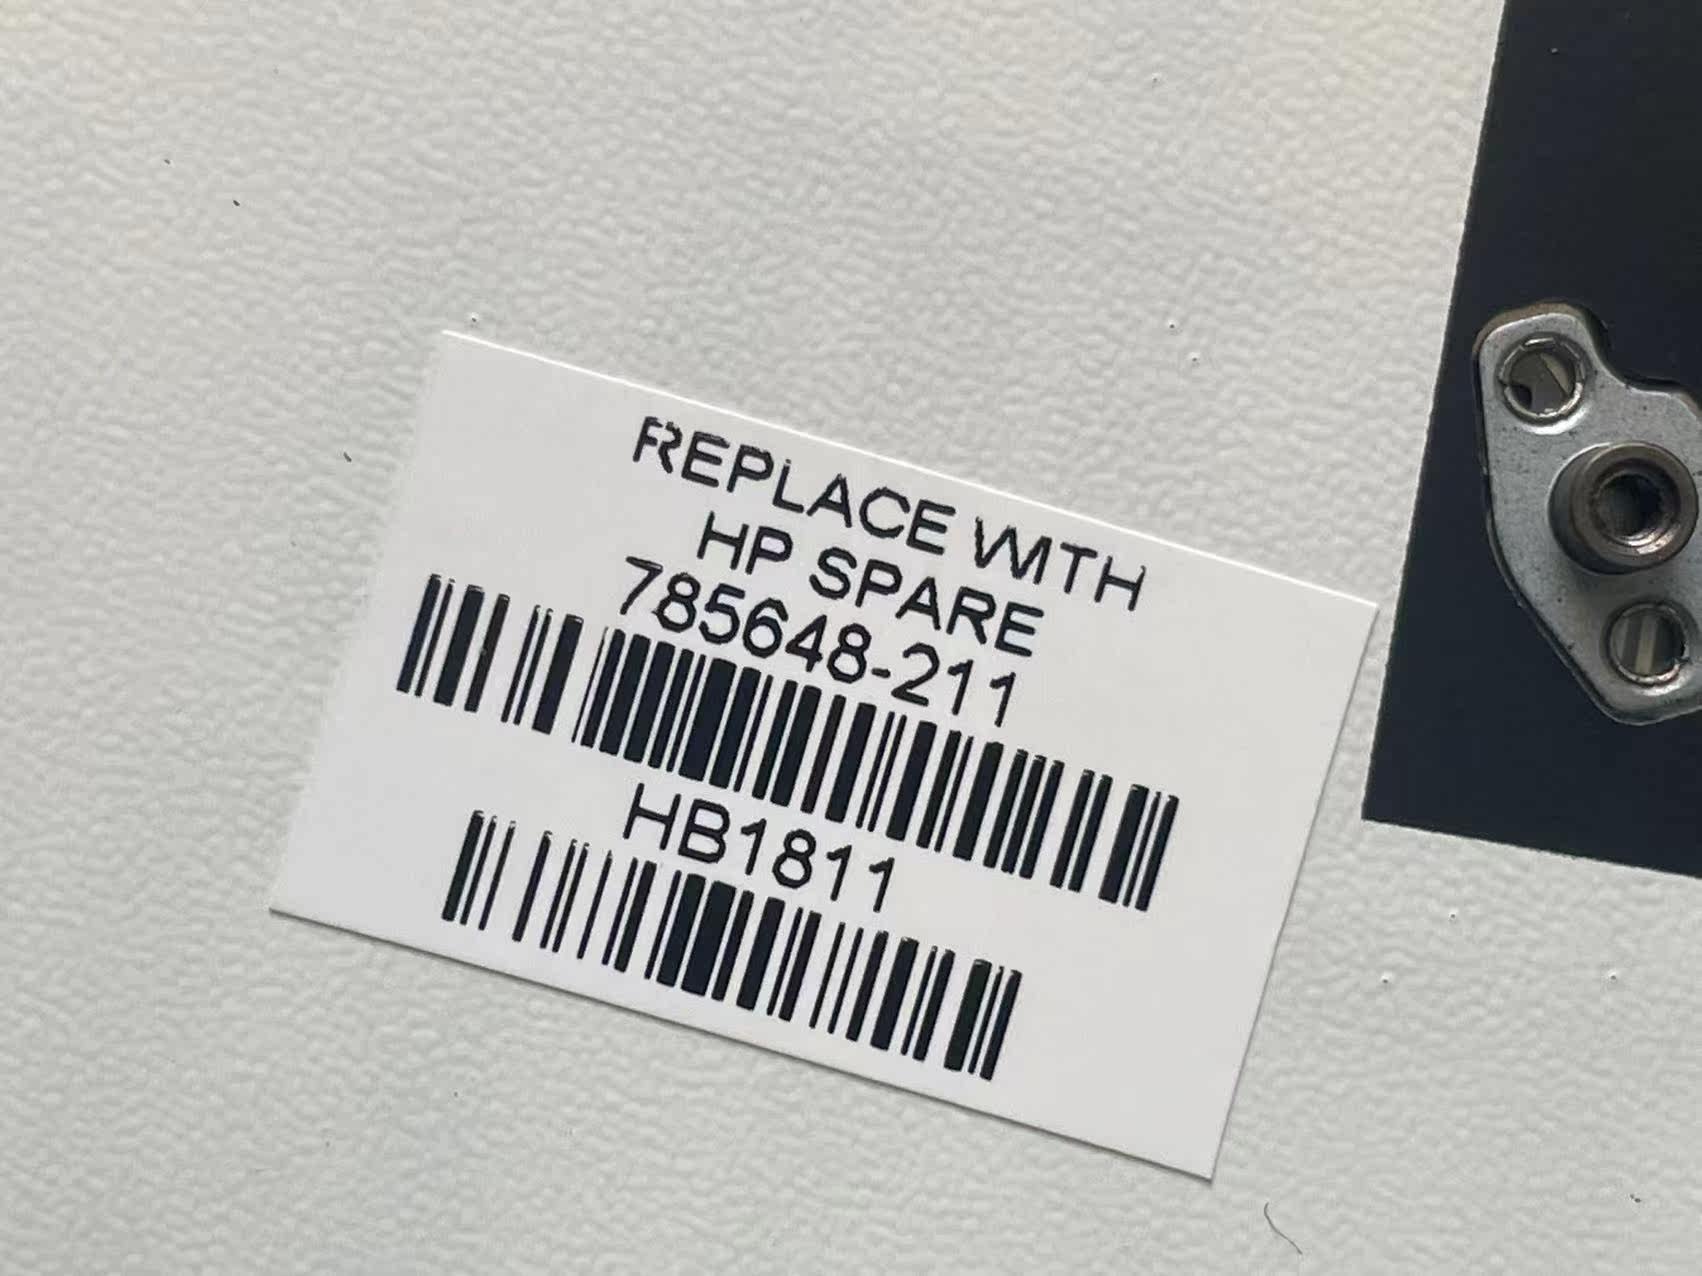 REPLACE WITH
HP SPARE
785648-211
HB1811